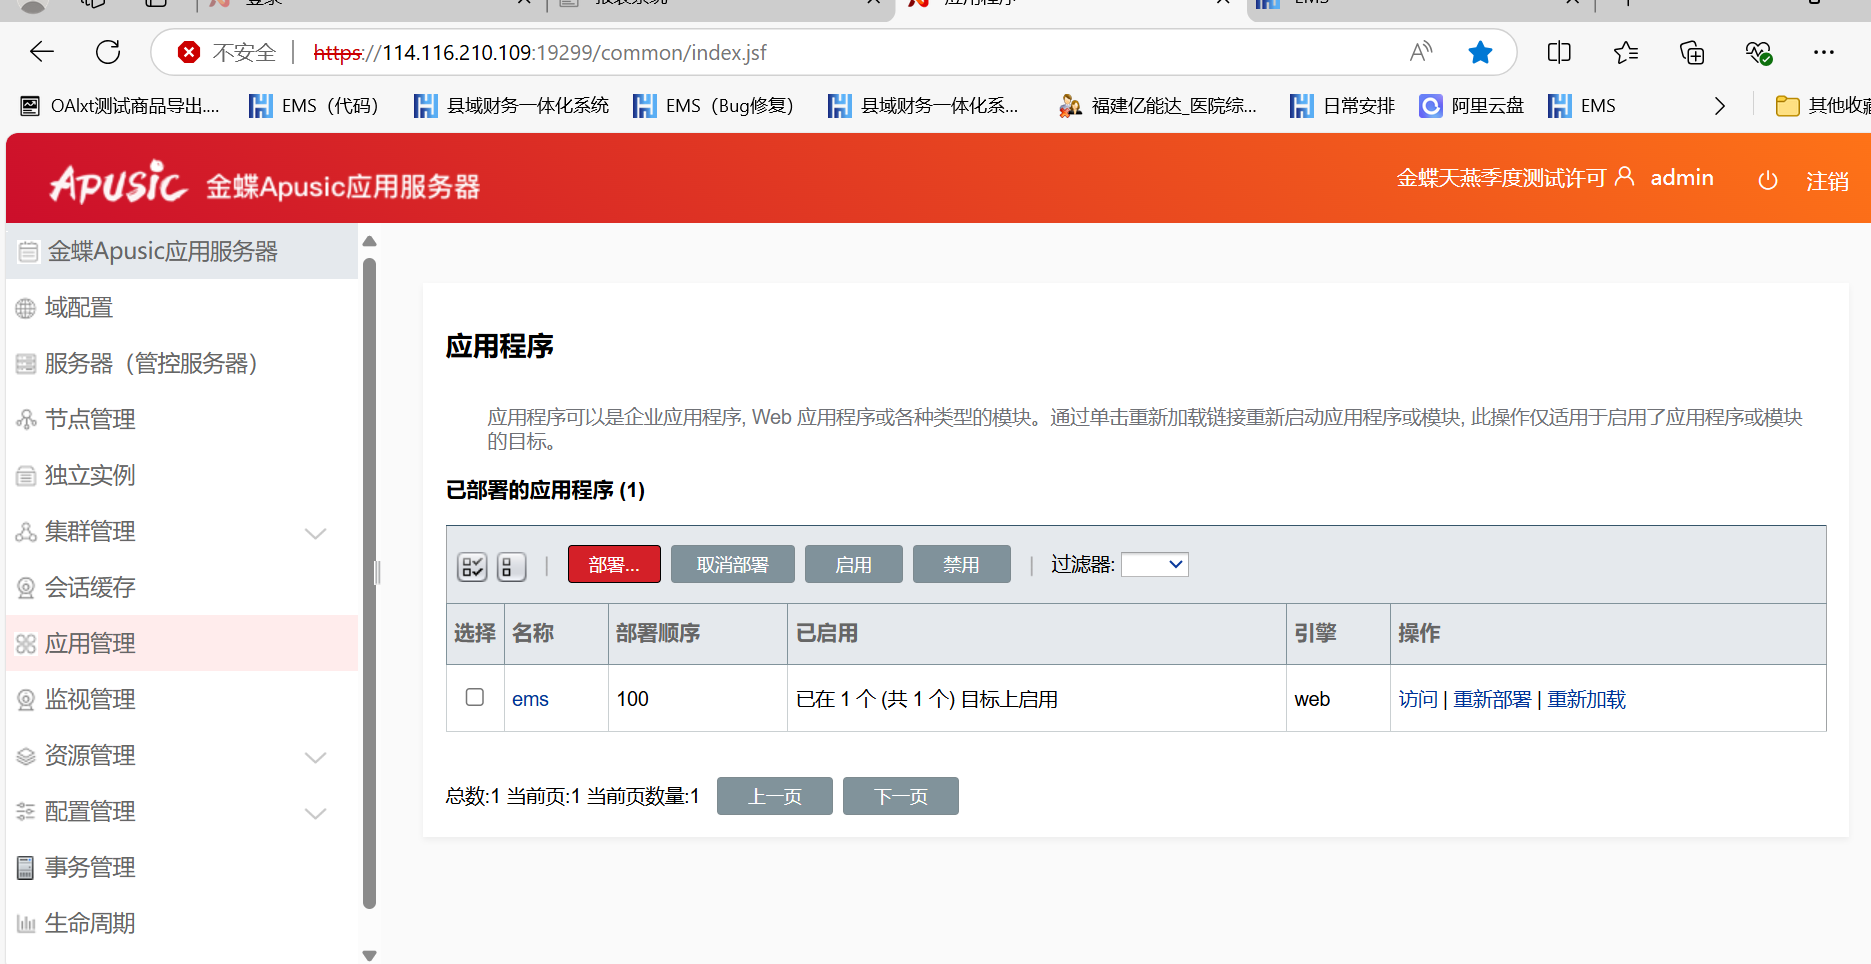 EMS
不安全 https://114.116.210.109:19299/common/index.jsf
OAlxt测试商品导出.... EMS（代码） 县域财务一体化系统 EMS（Bug修复） 县域财务一体化系... 福建亿能达_医院综... 日常安排 阿里云盘 EMS 其他收藏
APUSIC 金蝶Apusic应用服务器 金蝶天燕季度测试许可 admin 注销
金蝶Apusic应用服务器
域配置
服务器（管控服务器）
节点管理
独立实例
集群管理
会话缓存
应用管理
监视管理
资源管理
配置管理
事务管理
生命周期
应用程序
应用程序可以是企业应用程序, Web 应用程序或各种类型的模块。通过单击重新加载链接重新启动应用程序或模块, 此操作仅适用于启用了应用程序或模块
的目标。
已部署的应用程序 (1)
部署... 取消部署 启用 禁用 过滤器:
选择 名称 部署顺序 已启用 引擎 操作
ems 100 已在 1 个 (共 1 个) 目标上启用 web 访问 | 重新部署 | 重新加载
总数:1 当前页:1 当前页数量:1 上一页 下一页